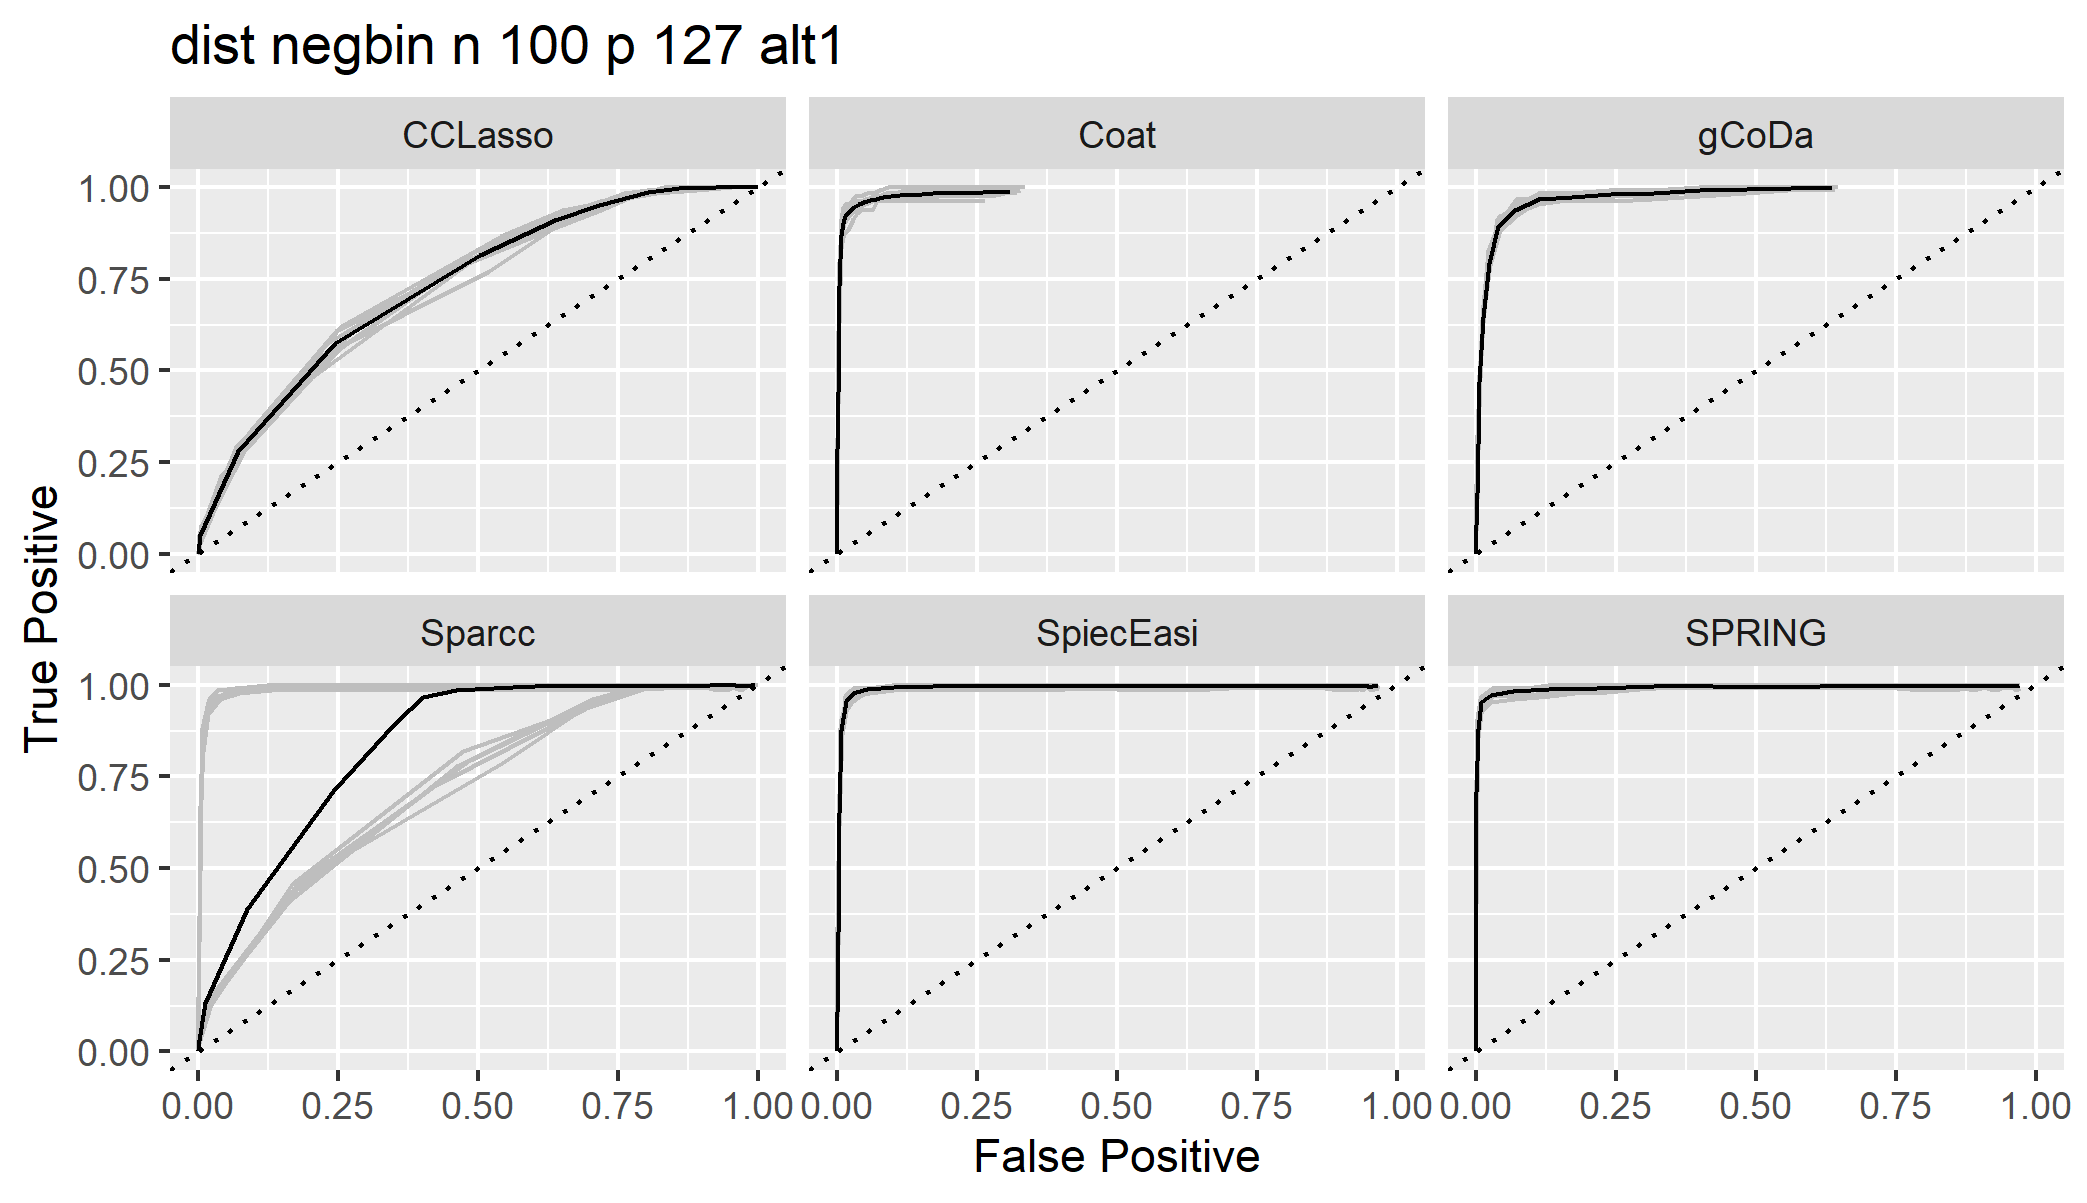 dist negbin n 100 p 127 alt1
CCLasso
Coat
gCoDa
1.00
0.75
0.50
0.25
0.00
Sparcc
SpiecEasi
SPRING
1.00
0.75
0.50
0.25
0.00
0.00 0.25 0.50 0.75 1.00
0.00 0.25 0.50 0.75 1.00
0.00 0.25 0.50 0.75 1.00
True Positive
False Positive